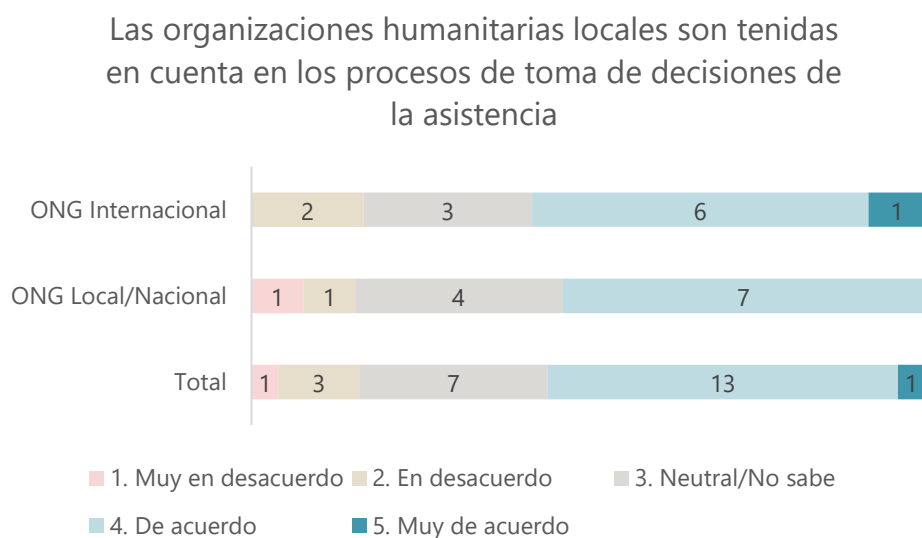 Las organizaciones humanitarias locales son tenidas
en cuenta en los procesos de toma de decisiones de
la asistencia
ONG Internacional 2 3 6 1
ONG Local/Nacional 1 1 4 7
Total 1 3 7 13 1
1. Muy en desacuerdo 2. En desacuerdo 3. Neutral/No sabe
4. De acuerdo 5. Muy de acuerdo